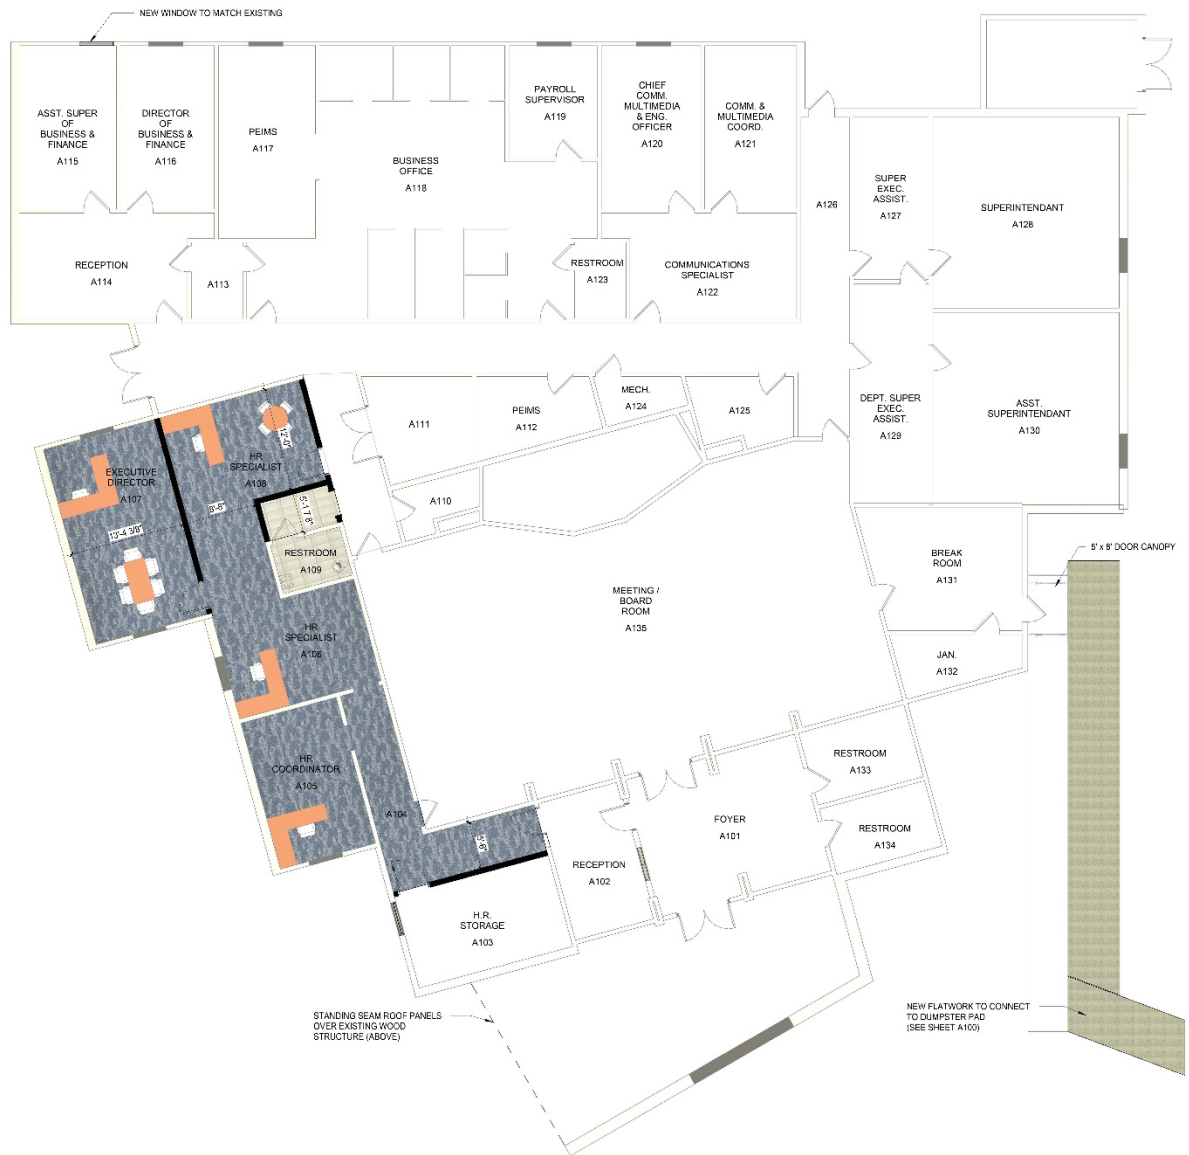 NEW WINDOW TO MATCH EXISTING
ASST. SUPER
OF
BUSINESS &
FINANCE
A115
DIRECTOR
OF
BUSINESS &
FINANCE
A116
PEIMS
A117
BUSINESS
OFFICE
A118
PAYROLL
SUPERVISOR
A119
CHIEF
COMM.
MULTIMEDIA
& ENG.
OFFICER
A120
COMM. &
MULTIMEDIA
COORD.
A121
A126
SUPER
EXEC.
ASSIST.
A127
SUPERINTENDANT
A128
RECEPTION
A114
A113
RESTROOM
A123
COMMUNICATIONS
SPECIALIST
A122
MECH.
A124
A125
A111
PEIMS
A112
DEPT. SUPER
EXEC.
ASSIST.
A129
ASST.
SUPERINTENDANT
A130
12'-0"
HR
SPECIALIST
A108
EXECUTIVE
DIRECTOR
A107
8'-6"
13'-4 3/8"
A110
RESTROOM
A109
BREAK
ROOM
A131
5' x 8' DOOR CANOPY
MEETING /
BOARD
ROOM
A135
HR
SPECIALIST
A106
JAN.
A132
HR
COORDINATOR
A105
RESTROOM
A133
A104
5'-6"
FOYER
A101
RESTROOM
A134
RECEPTION
A102
H.R.
STORAGE
A103
STANDING SEAM ROOF PANELS
OVER EXISTING WOOD
STRUCTURE (ABOVE)
NEW FLATWORK TO CONNECT
TO DUMPSTER PAD
(SEE SHEET A100)